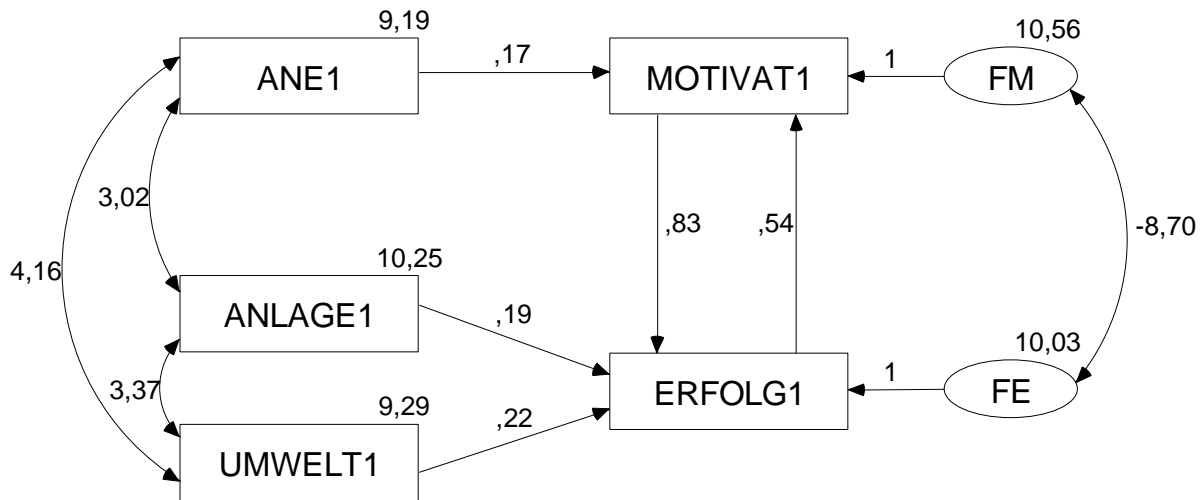 9,19
10,56
ANE1
,17
MOTIVAT1
1
FM
3,02
,83
,54
-8,70
4,16
10,25
ANLAGE1
,19
10,03
3,37
9,29
ERFOLG1
1
FE
,22
UMWELT1